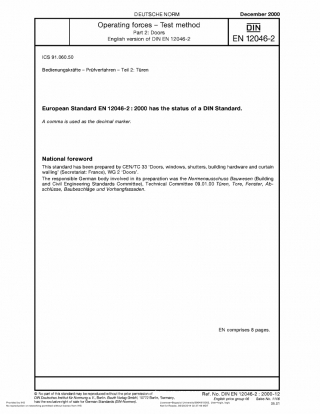 DEUTSCHE NORM
December 2000
Operating forces – Test method
Part 2: Doors
English version of DIN EN 12046-2
DIN
EN 12046-2
ICS 91.060.50
Bedienungskräfte – Prüfverfahren – Teil 2: Türen
European Standard EN 12046-2 : 2000 has the status of a DIN Standard.
A comma is used as the decimal marker.
National foreword
This standard has been prepared by CEN/TC 33 'Doors, windows, shutters, building hardware and curtain
walling' (Secretariat: France), WG 2 'Doors'.
The responsible German body involved in its preparation was the Normenausschuss Bauwesen (Building
and Civil Engineering Standards Committee), Technical Committee 09.01.00 Türen, Tore, Fenster, Ab-
schlüsse, Baubeschläge und Vorhangfassaden.
EN comprises 8 pages.
© No part of this standard may be reproduced without the prior permission of
DIN Deutsches Institut für Normung e. V., Berlin. Beuth Verlag GmbH, 10772 Berlin, Germany,
has the exclusive right of sale for German Standards (DIN-Normen).
Ref. No. DIN EN 12046-2 : 2000-12
English price group 06 Sales No. 1106